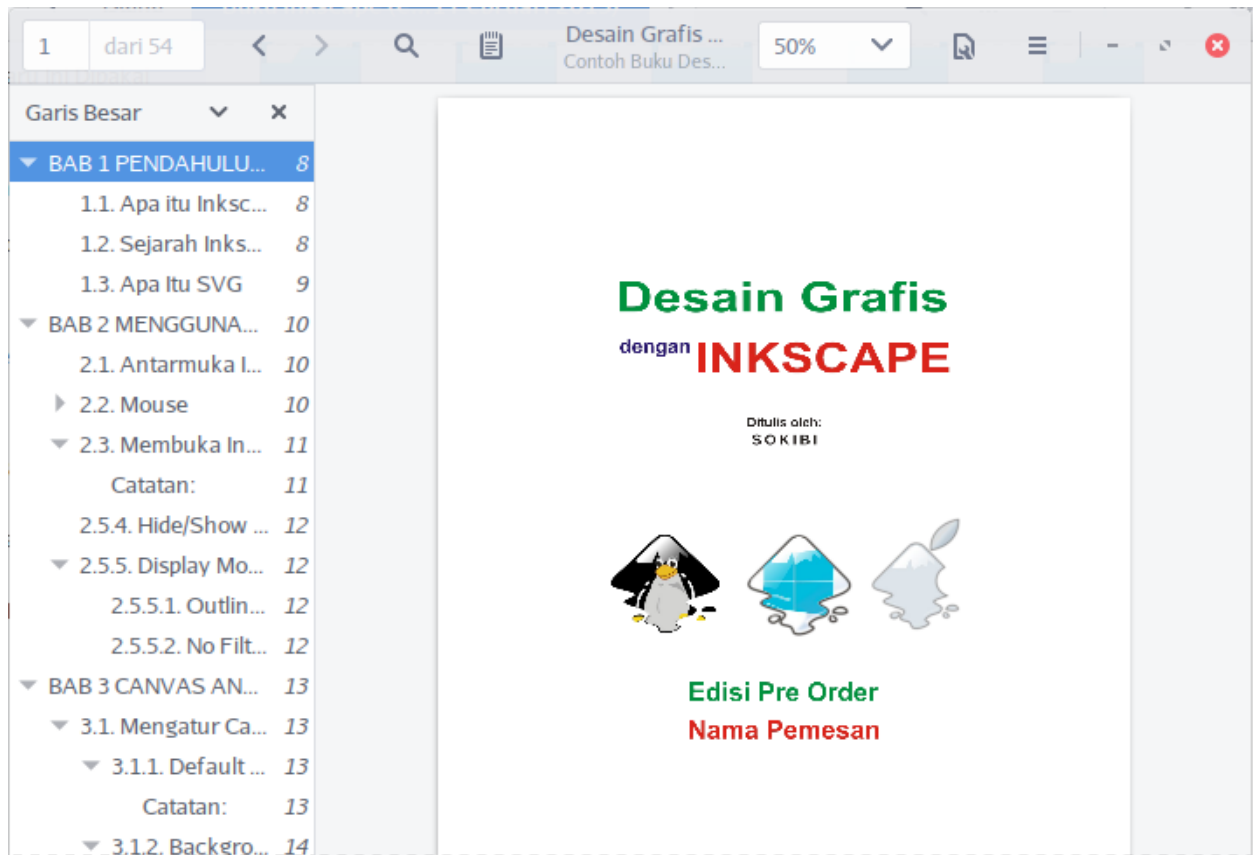 1 dari 54
Desain Grafis ...
Contoh Buku Des...
50%
Garis Besar
BAB 1 PENDAHULU... 8
1.1. Apa itu Inksc... 8
1.2. Sejarah Inks... 8
1.3. Apa Itu SVG 9
BAB 2 MENGGUNA... 10
2.1. Antarmuka I... 10
2.2. Mouse 10
2.3. Membuka In... 11
Catatan: 11
2.5.4. Hide/Show ... 12
2.5.5. Display Mo... 12
2.5.5.1. Outlin... 12
2.5.5.2. No Filt... 12
BAB 3 CANVAS AN... 13
3.1. Mengatur Ca... 13
3.1.1. Default ... 13
Catatan: 13
3.1.2. Backgro... 14
Desain Grafis
dengan INKSCAPE
Ditulis oleh:
SOKIBI
Edisi Pre Order
Nama Pemesan